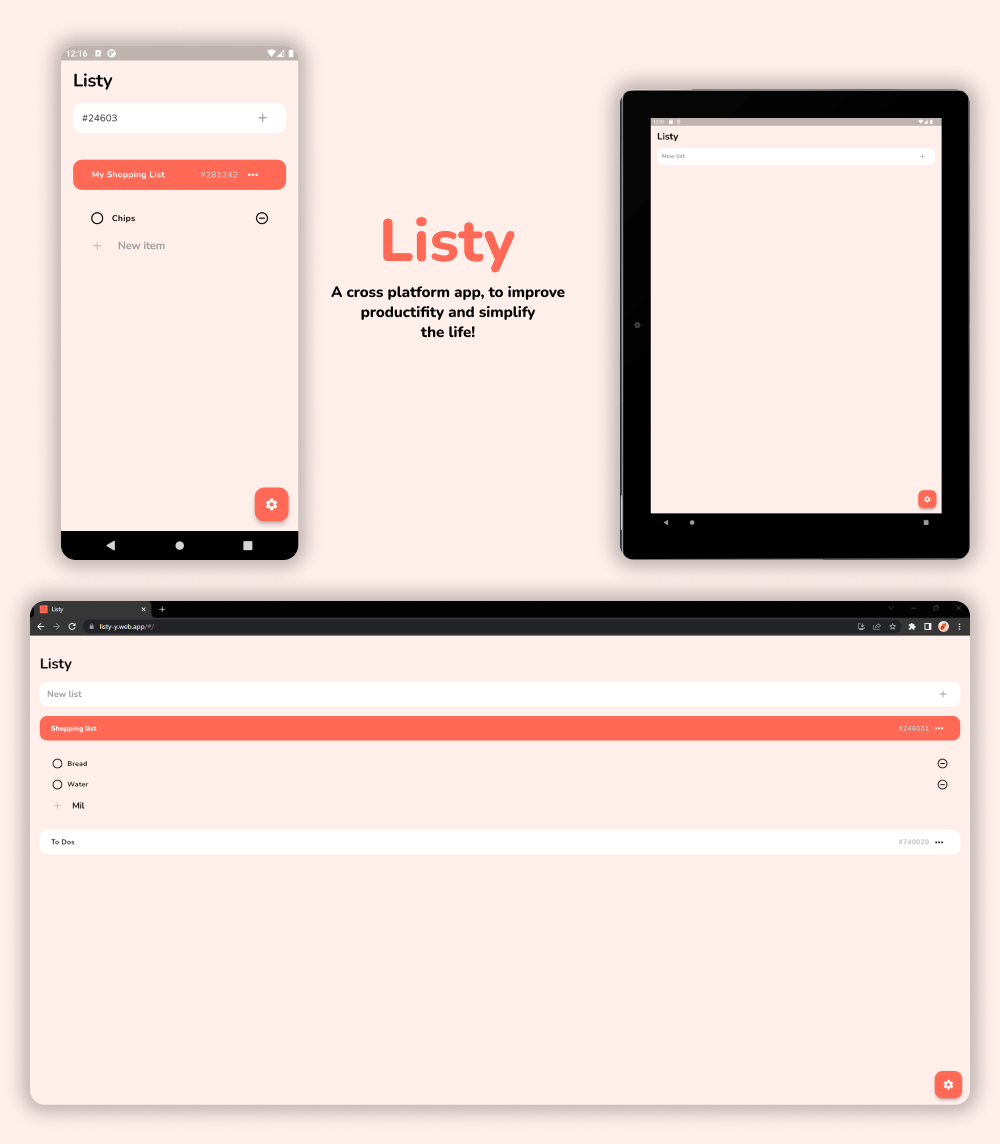 12:16
Listy
#24603
My Shopping List #281242
Chips
New item
Listy
A cross platform app, to improve
productifity and simplify
the life!
Listy
New list
Listy
listy-y.web.app/#/
Listy
New list
Shopping list #246031
Bread
Water
Mil
To Dos #740020